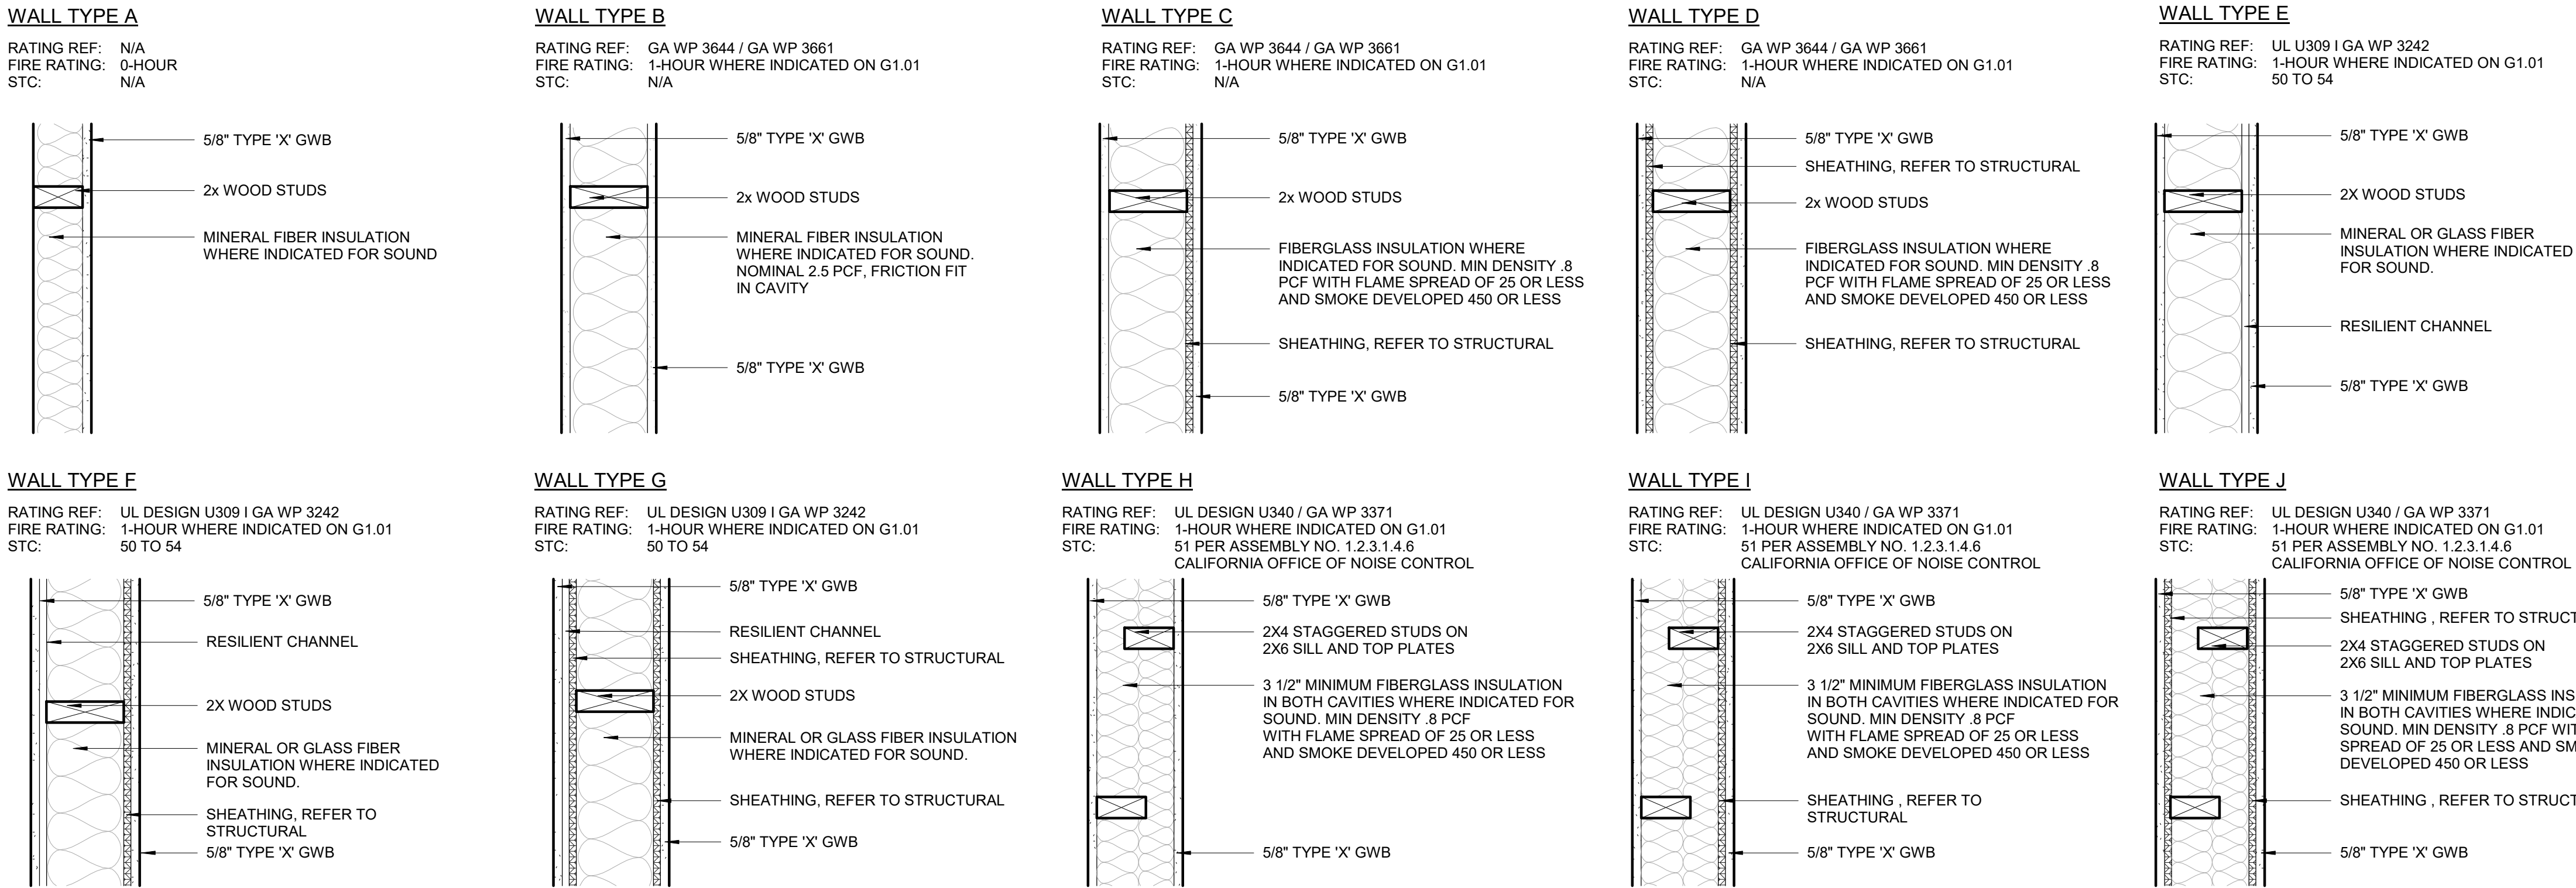 WALL TYPE A
RATING REF: N/A
FIRE RATING: 0-HOUR
STC: N/A
5/8" TYPE 'X' GWB
2x WOOD STUDS
MINERAL FIBER INSULATION
WHERE INDICATED FOR SOUND
WALL TYPE B
RATING REF: GA WP 3644 / GA WP 3661
FIRE RATING: 1-HOUR WHERE INDICATED ON G1.01
STC: N/A
5/8" TYPE 'X' GWB
2x WOOD STUDS
MINERAL FIBER INSULATION
WHERE INDICATED FOR SOUND.
NOMINAL 2.5 PCF, FRICTION FIT
IN CAVITY
5/8" TYPE 'X' GWB
WALL TYPE C
RATING REF: GA WP 3644 / GA WP 3661
FIRE RATING: 1-HOUR WHERE INDICATED ON G1.01
STC: N/A
5/8" TYPE 'X' GWB
2x WOOD STUDS
FIBERGLASS INSULATION WHERE
INDICATED FOR SOUND. MIN DENSITY .8
PCF WITH FLAME SPREAD OF 25 OR LESS
AND SMOKE DEVELOPED 450 OR LESS
SHEATHING, REFER TO STRUCTURAL
5/8" TYPE 'X' GWB
WALL TYPE D
RATING REF: GA WP 3644 / GA WP 3661
FIRE RATING: 1-HOUR WHERE INDICATED ON G1.01
STC: N/A
5/8" TYPE 'X' GWB
SHEATHING, REFER TO STRUCTURAL
2x WOOD STUDS
FIBERGLASS INSULATION WHERE
INDICATED FOR SOUND. MIN DENSITY .8
PCF WITH FLAME SPREAD OF 25 OR LESS
AND SMOKE DEVELOPED 450 OR LESS
SHEATHING, REFER TO STRUCTURAL
WALL TYPE E
RATING REF: UL U309 I GA WP 3242
FIRE RATING: 1-HOUR WHERE INDICATED ON G1.01
STC: 50 TO 54
5/8" TYPE 'X' GWB
2X WOOD STUDS
MINERAL OR GLASS FIBER
INSULATION WHERE INDICATED
FOR SOUND.
RESILIENT CHANNEL
5/8" TYPE 'X' GWB
WALL TYPE F
RATING REF: UL DESIGN U309 I GA WP 3242
FIRE RATING: 1-HOUR WHERE INDICATED ON G1.01
STC: 50 TO 54
5/8" TYPE 'X' GWB
RESILIENT CHANNEL
2X WOOD STUDS
MINERAL OR GLASS FIBER
INSULATION WHERE INDICATED
FOR SOUND.
SHEATHING, REFER TO
STRUCTURAL
5/8" TYPE 'X' GWB
WALL TYPE G
RATING REF: UL DESIGN U309 I GA WP 3242
FIRE RATING: 1-HOUR WHERE INDICATED ON G1.01
STC: 50 TO 54
5/8" TYPE 'X' GWB
RESILIENT CHANNEL
SHEATHING, REFER TO STRUCTURAL
2X WOOD STUDS
MINERAL OR GLASS FIBER INSULATION
WHERE INDICATED FOR SOUND.
SHEATHING, REFER TO STRUCTURAL
5/8" TYPE 'X' GWB
WALL TYPE H
RATING REF: UL DESIGN U340 / GA WP 3371
FIRE RATING: 1-HOUR WHERE INDICATED ON G1.01
STC: 51 PER ASSEMBLY NO. 1.2.3.1.4.6
CALIFORNIA OFFICE OF NOISE CONTROL
5/8" TYPE 'X' GWB
2X4 STAGGERED STUDS ON
2X6 SILL AND TOP PLATES
3 1/2" MINIMUM FIBERGLASS INSULATION
IN BOTH CAVITIES WHERE INDICATED FOR
SOUND. MIN DENSITY .8 PCF
WITH FLAME SPREAD OF 25 OR LESS
AND SMOKE DEVELOPED 450 OR LESS
5/8" TYPE 'X' GWB
WALL TYPE I
RATING REF: UL DESIGN U340 / GA WP 3371
FIRE RATING: 1-HOUR WHERE INDICATED ON G1.01
STC: 51 PER ASSEMBLY NO. 1.2.3.1.4.6
CALIFORNIA OFFICE OF NOISE CONTROL
5/8" TYPE 'X' GWB
2X4 STAGGERED STUDS ON
2X6 SILL AND TOP PLATES
3 1/2" MINIMUM FIBERGLASS INSULATION
IN BOTH CAVITIES WHERE INDICATED FOR
SOUND. MIN DENSITY .8 PCF
WITH FLAME SPREAD OF 25 OR LESS
AND SMOKE DEVELOPED 450 OR LESS
SHEATHING , REFER TO
STRUCTURAL
5/8" TYPE 'X' GWB
WALL TYPE J
RATING REF: UL DESIGN U340 / GA WP 3371
FIRE RATING: 1-HOUR WHERE INDICATED ON G1.01
STC: 51 PER ASSEMBLY NO. 1.2.3.1.4.6
CALIFORNIA OFFICE OF NOISE CONTROL
5/8" TYPE 'X' GWB
SHEATHING , REFER TO
2X4 STAGGERED STUDS ON
2X6 SILL AND TOP PLATES
3 1/2" MINIMUM FIBERGLASS
IN BOTH CAVITIES WHERE
SOUND. MIN DENSITY .8 PCF
SPREAD OF 25 OR LESS AND
DEVELOPED 450 OR LESS
SHEATHING , REFER TO
5/8" TYPE 'X' GWB